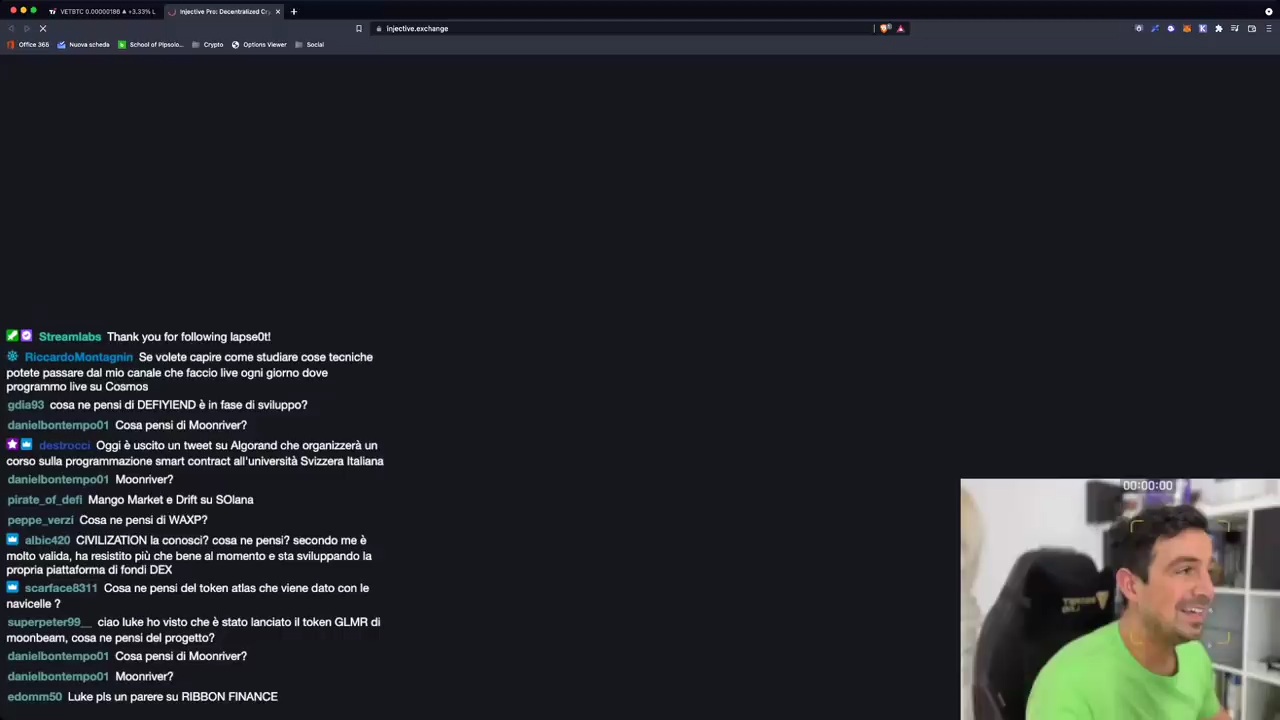 VETBTC 0.00000186 ▲ +3.33% L
Injective Pro: Decentralized Cr
injective.exchange
Office 365 Nuova scheda School of Pipsolo... Crypto Options Viewer Social
Streamlabs Thank you for following lapse0t!
RiccardoMontagnin Se volete capire come studiare cose tecniche
potete passare dal mio canale che faccio live ogni giorno dove
programmo live su Cosmos
gdia93 cosa ne pensi di DEFIYIEND è in fase di sviluppo?
danielbontempo01 Cosa pensi di Moonriver?
destrocci Oggi è uscito un tweet su Algorand che organizzerà un
corso sulla programmazione smart contract all'università Svizzera Italiana
danielbontempo01 Moonriver?
pirate_of_defi Mango Market e Drift su SOlana
peppe_verzi Cosa ne pensi di WAXP?
albic420 CIVILIZATION la conosci? cosa ne pensi? secondo me è
molto valida, ha resistito più che bene al momento e sta sviluppando la
propria piattaforma di fondi DEX
scarface8311 Cosa ne pensi del token atlas che viene dato con le
navicelle ?
superpeter99__ ciao luke ho visto che è stato lanciato il token GLMR di
moonbeam, cosa ne pensi del progetto?
danielbontempo01 Cosa pensi di Moonriver?
danielbontempo01 Moonriver?
edomm50 Luke pls un parere su RIBBON FINANCE
00:00:00